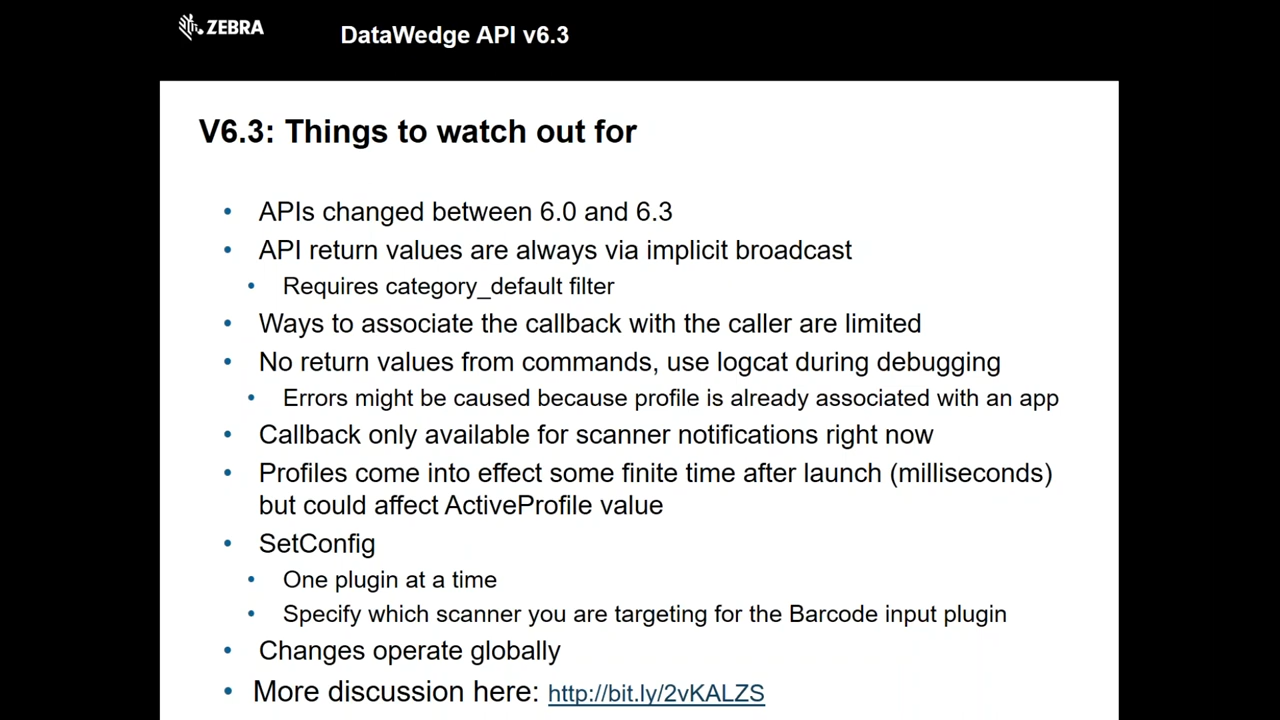 ZEBRA
DataWedge API v6.3
V6.3: Things to watch out for
• APIs changed between 6.0 and 6.3
• API return values are always via implicit broadcast
• Requires category_default filter
• Ways to associate the callback with the caller are limited
• No return values from commands, use logcat during debugging
• Errors might be caused because profile is already associated with an app
• Callback only available for scanner notifications right now
• Profiles come into effect some finite time after launch (milliseconds)
but could affect ActiveProfile value
• SetConfig
• One plugin at a time
• Specify which scanner you are targeting for the Barcode input plugin
• Changes operate globally
• More discussion here: http://bit.ly/2vKALZS